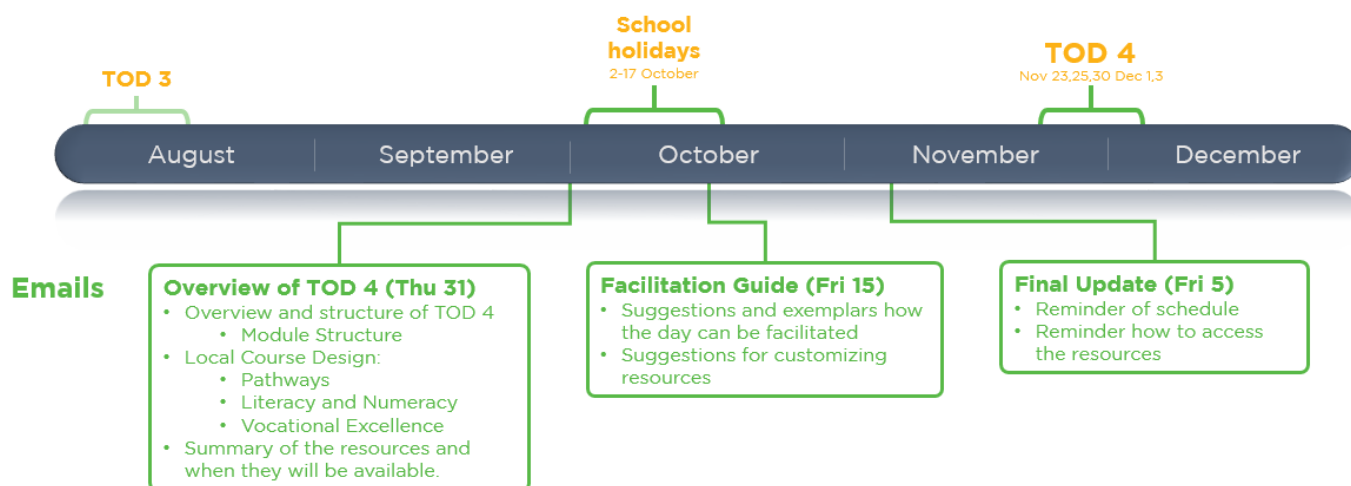 School
holidays
2-17 October
TOD 3
TOD 4
Nov 23,25,30 Dec 1,3
August
September
October
November
December
Emails
Overview of TOD 4 (Thu 31)
• Overview and structure of TOD 4
• Module Structure
• Local Course Design:
• Pathways
• Literacy and Numeracy
• Vocational Excellence
• Summary of the resources and
when they will be available.
Facilitation Guide (Fri 15)
• Suggestions and exemplars how
the day can be facilitated
• Suggestions for customizing
resources
Final Update (Fri 5)
• Reminder of schedule
• Reminder how to access
the resources